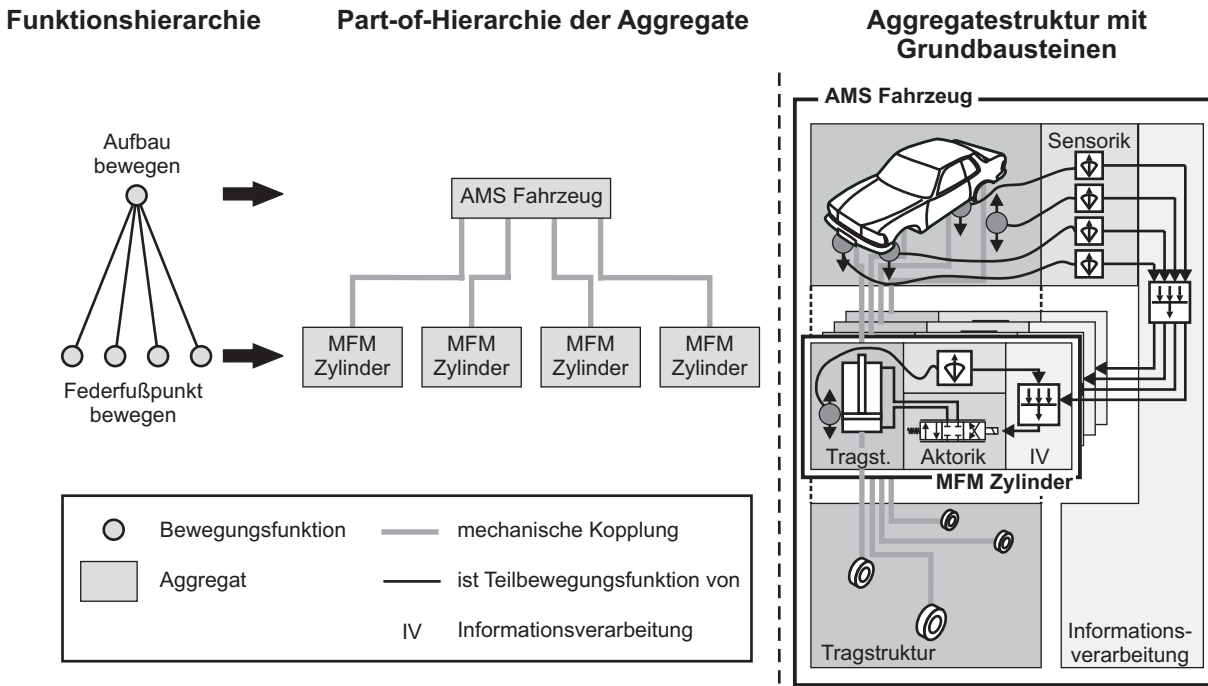 Funktionshierarchie
Part-of-Hierarchie der Aggregate
Aggregatestruktur mit
Grundbausteinen
Aufbau
bewegen
Federfußpunkt
bewegen
AMS Fahrzeug
MFM
Zylinder
MFM
Zylinder
MFM
Zylinder
MFM
Zylinder
AMS Fahrzeug
Sensorik
Tragst.
Aktorik
IV
MFM Zylinder
Tragstruktur
Informations-
verarbeitung
Bewegungsfunktion
mechanische Kopplung
Aggregat
ist Teilbewegungsfunktion von
IV
Informationsverarbeitung